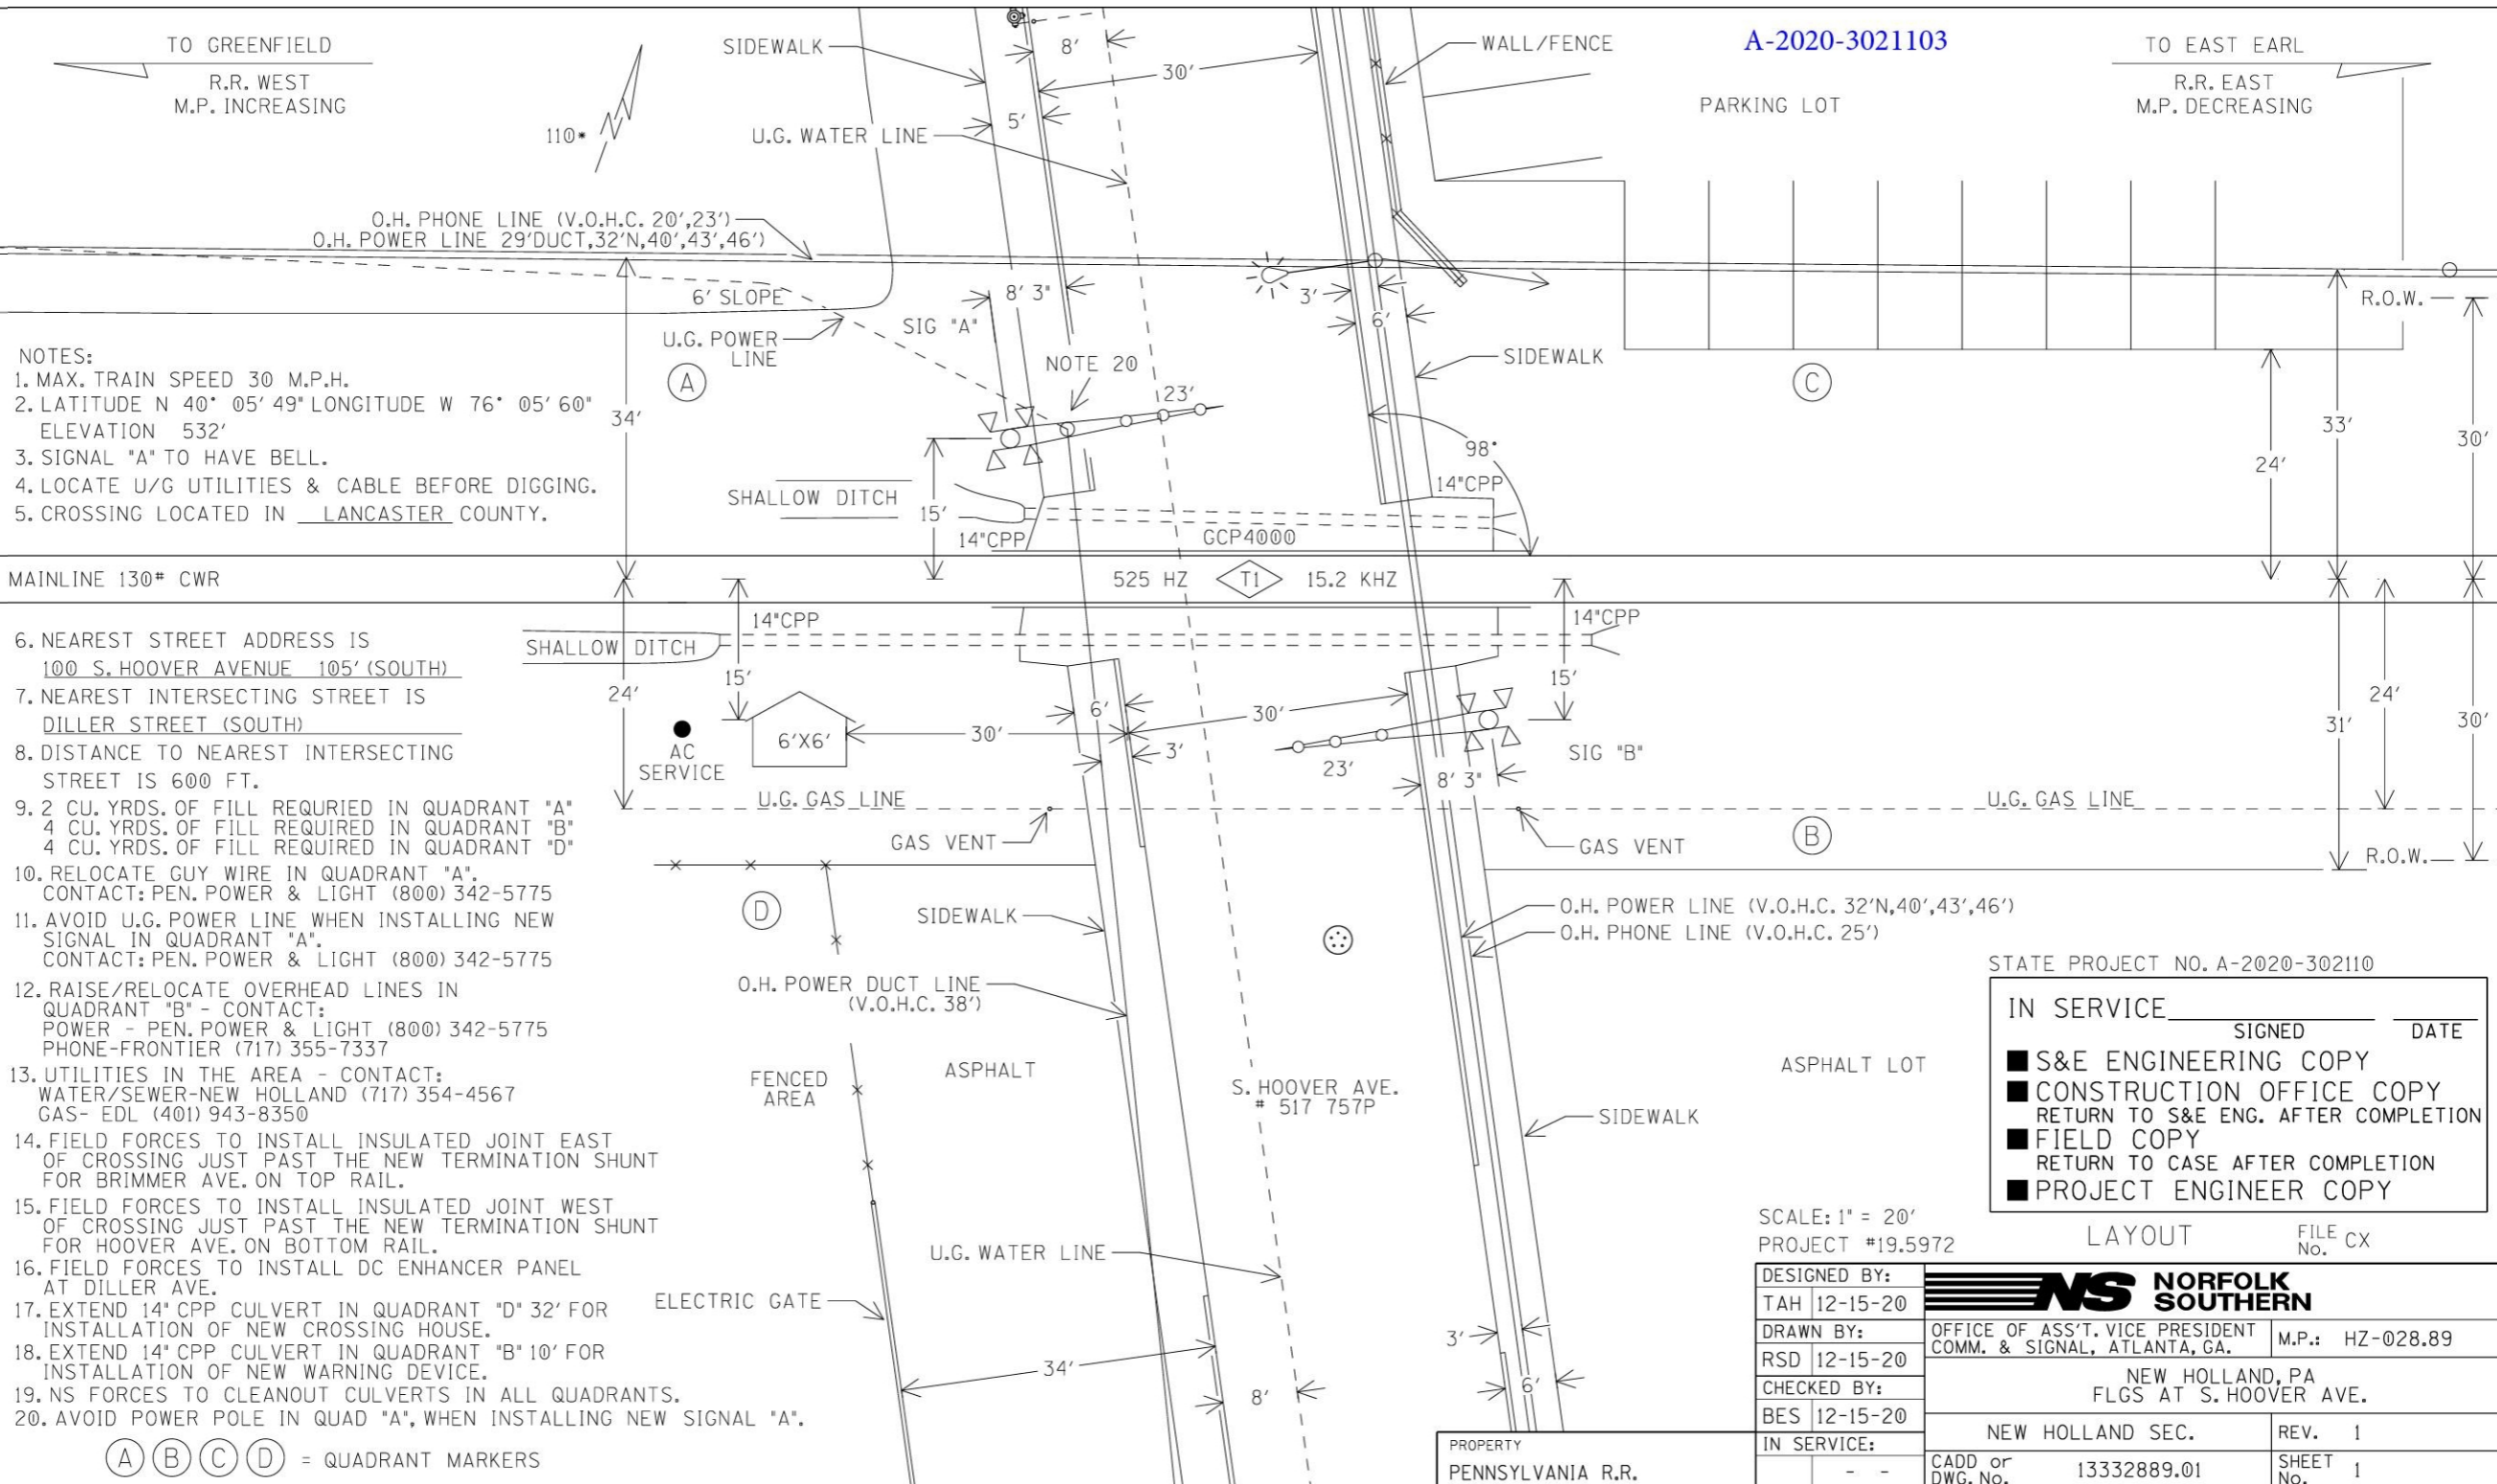 TO GREENFIELD
R.R. WEST
M.P. INCREASING
110*
SIDEWALK
8'
30'
WALL/FENCE
A-2020-3021103
TO EAST EARL
R.R. EAST
M.P. DECREASING
PARKING LOT
5'
U.G. WATER LINE
O.H. PHONE LINE (V.O.H.C. 20',23')
O.H. POWER LINE 29'DUCT,32'N,40',43',46')
6' SLOPE
8' 3"
3'
6'
R.O.W.
SIG "A"
U.G. POWER
LINE
NOTE 20
SIDEWALK
A
C
23'
34'
98°
33'
30'
24'
NOTES:
1. MAX. TRAIN SPEED 30 M.P.H.
2. LATITUDE N 40° 05' 49" LONGITUDE W 76° 05' 60"
ELEVATION 532'
3. SIGNAL "A" TO HAVE BELL.
4. LOCATE U/G UTILITIES & CABLE BEFORE DIGGING.
5. CROSSING LOCATED IN LANCASTER COUNTY.
SHALLOW DITCH
15'
14"CPP
14"CPP
GCP4000
MAINLINE 130# CWR
525 HZ
T1
15.2 KHZ
14"CPP
14"CPP
SHALLOW DITCH
24'
15'
15'
6'
30'
30'
3'
6'X6'
AC
SERVICE
23'
8' 3"
SIG "B"
24'
31'
30'
U.G. GAS LINE
U.G. GAS LINE
GAS VENT
GAS VENT
B
R.O.W.
6. NEAREST STREET ADDRESS IS
100 S. HOOVER AVENUE 105' (SOUTH)
7. NEAREST INTERSECTING STREET IS
DILLER STREET (SOUTH)
8. DISTANCE TO NEAREST INTERSECTING
STREET IS 600 FT.
9. 2 CU. YRDS. OF FILL REQURIED IN QUADRANT "A"
4 CU. YRDS. OF FILL REQUIRED IN QUADRANT "B"
4 CU. YRDS. OF FILL REQUIRED IN QUADRANT "D"
10. RELOCATE GUY WIRE IN QUADRANT "A".
CONTACT: PEN. POWER & LIGHT (800) 342-5775
11. AVOID U.G. POWER LINE WHEN INSTALLING NEW
SIGNAL IN QUADRANT "A".
CONTACT: PEN. POWER & LIGHT (800) 342-5775
12. RAISE/RELOCATE OVERHEAD LINES IN
QUADRANT "B" - CONTACT:
POWER - PEN. POWER & LIGHT (800) 342-5775
PHONE-FRONTIER (717) 355-7337
13. UTILITIES IN THE AREA - CONTACT:
WATER/SEWER-NEW HOLLAND (717) 354-4567
GAS- EDL (401) 943-8350
14. FIELD FORCES TO INSTALL INSULATED JOINT EAST
OF CROSSING JUST PAST THE NEW TERMINATION SHUNT
FOR BRIMMER AVE. ON TOP RAIL.
15. FIELD FORCES TO INSTALL INSULATED JOINT WEST
OF CROSSING JUST PAST THE NEW TERMINATION SHUNT
FOR HOOVER AVE. ON BOTTOM RAIL.
16. FIELD FORCES TO INSTALL DC ENHANCER PANEL
AT DILLER AVE.
17. EXTEND 14" CPP CULVERT IN QUADRANT "D" 32' FOR
INSTALLATION OF NEW CROSSING HOUSE.
18. EXTEND 14" CPP CULVERT IN QUADRANT "B" 10' FOR
INSTALLATION OF NEW WARNING DEVICE.
19. NS FORCES TO CLEANOUT CULVERTS IN ALL QUADRANTS.
20. AVOID POWER POLE IN QUAD "A", WHEN INSTALLING NEW SIGNAL "A".
A B C D = QUADRANT MARKERS
D
SIDEWALK
O.H. POWER DUCT LINE
(V.O.H.C. 38')
FENCED
AREA
ASPHALT
S. HOOVER AVE.
# 517 757P
O.H. POWER LINE (V.O.H.C. 32'N,40',43',46')
O.H. PHONE LINE (V.O.H.C. 25')
ASPHALT LOT
SIDEWALK
U.G. WATER LINE
ELECTRIC GATE
34'
8'
3'
6'
STATE PROJECT NO. A-2020-302110
IN SERVICE
SIGNED DATE
S&E ENGINEERING COPY
CONSTRUCTION OFFICE COPY
RETURN TO S&E ENG. AFTER COMPLETION
FIELD COPY
RETURN TO CASE AFTER COMPLETION
PROJECT ENGINEER COPY
SCALE: 1" = 20'
PROJECT #19.5972
LAYOUT
FILE
No. CX
DESIGNED BY:
TAH 12-15-20
DRAWN BY:
RSD 12-15-20
CHECKED BY:
BES 12-15-20
IN SERVICE:
- -
NS NORFOLK
SOUTHERN
OFFICE OF ASS'T. VICE PRESIDENT
COMM. & SIGNAL, ATLANTA, GA.
M.P.: HZ-028.89
NEW HOLLAND, PA
FLGS AT S. HOOVER AVE.
NEW HOLLAND SEC.
REV. 1
CADD or
DWG. No. 13332889.01
SHEET
No. 1
PROPERTY
PENNSYLVANIA R.R.